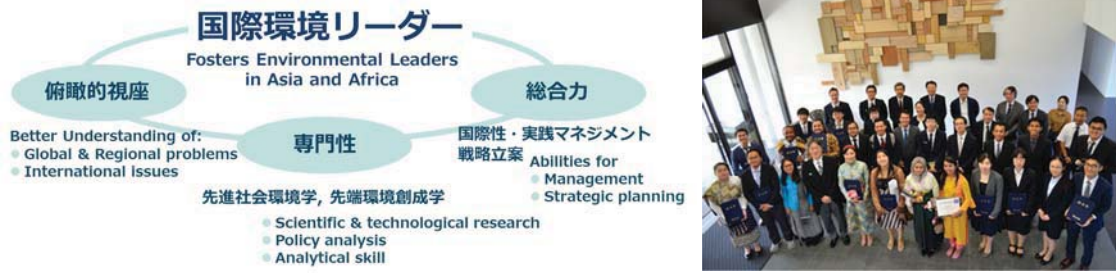 国際環境リーダー
Fosters Environmental Leaders
in Asia and Africa
俯瞰的視座
Better Understanding of:
● Global & Regional problems
● International issues
専門性
先進社会環境学, 先端環境創成学
● Scientific & technological research
● Policy analysis
● Analytical skill
総合力
国際性・実践マネジメント
戦略立案
Abilities for
● Management
● Strategic planning